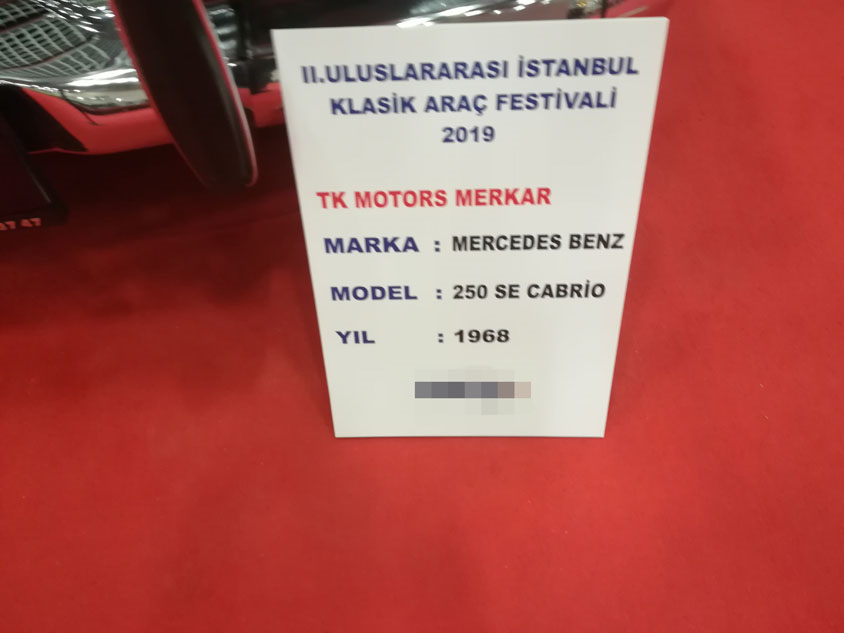 II.ULUSLARARASI İSTANBUL
KLASİK ARAÇ FESTİVALİ
2019
TK MOTORS MERKAR
MARKA : MERCEDES BENZ
MODEL : 250 SE CABRİO
YIL : 1968
47